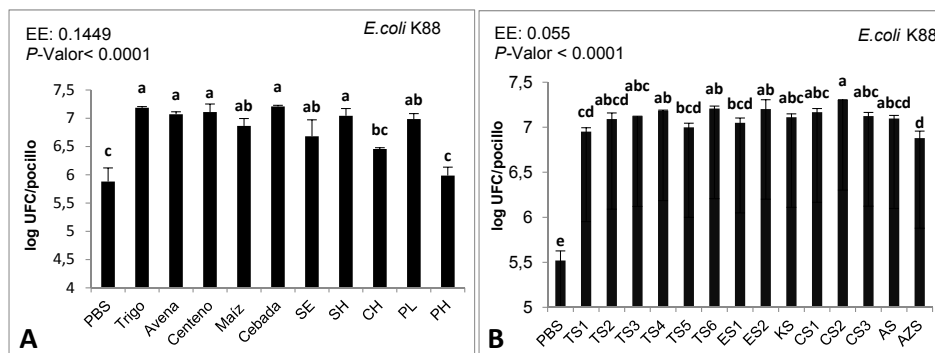 EE: 0.1449
E.coli K88
P-Valor< 0.0001
log UFC/pocillo
7,5
7
6,5
6
5,5
5
4,5
4
c
a
a
a
a
a
ab
a
bc
ab
c
PBS
Trigo
Avena
Centeno
Maíz
Cebada
SE
SH
CH
PL
PH
A
EE: 0.055
E.coli K88
P-Valor < 0.0001
log UFC/pocillo
7,5
7
6,5
6
5,5
5
e
cd
abcd
abc
ab
bcd
ab
bcd
ab
abc
abc
a
abc
abcd
d
PBS
TS1
TS2
TS3
TS4
TS5
TS6
ES1
ES2
KS
CS1
CS2
CS3
AS
AZS
B